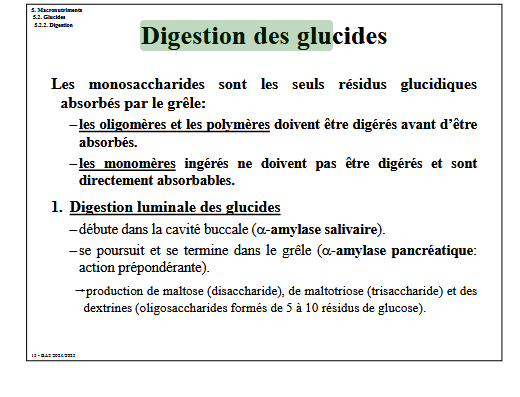 5. Macronutriments
5.2. Glucides
5.2.2. Digestion
Digestion des glucides
Les monosaccharides sont les seuls résidus glucidiques
absorbés par le grêle:
–les oligomères et les polymères doivent être digérés avant d’être
absorbés.
–les monomères ingérés ne doivent pas être digérés et sont
directement absorbables.
1. Digestion luminale des glucides
–débute dans la cavité buccale (α-amylase salivaire).
–se poursuit et se termine dans le grêle (α-amylase pancréatique:
action prépondérante).
→production de maltose (disaccharide), de maltotriose (trisaccharide) et des
dextrines (oligosaccharides formés de 5 à 10 résidus de glucose).